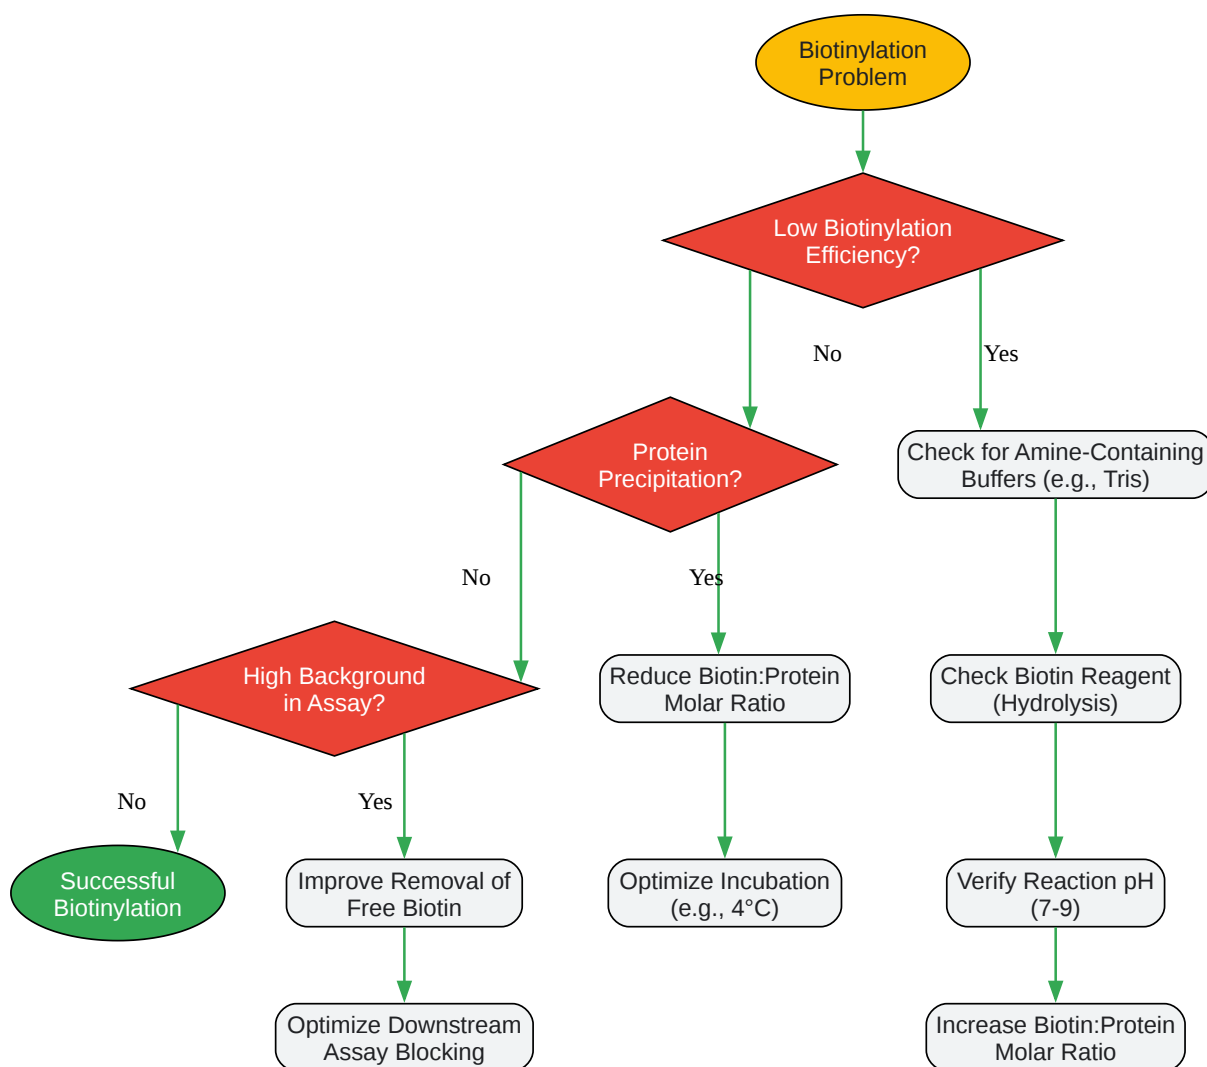 Biotinylation
Problem
Low Biotinylation
Efficiency?
No
Yes
Protein
Precipitation?
Check for Amine-Containing
Buffers (e.g., Tris)
No
Yes
High Background
in Assay?
Reduce Biotin:Protein
Molar Ratio
Check Biotin Reagent
(Hydrolysis)
No
Yes
Successful
Biotinylation
Improve Removal of
Free Biotin
Optimize Incubation
(e.g., 4°C)
Verify Reaction pH
(7-9)
Optimize Downstream
Assay Blocking
Increase Biotin:Protein
Molar Ratio